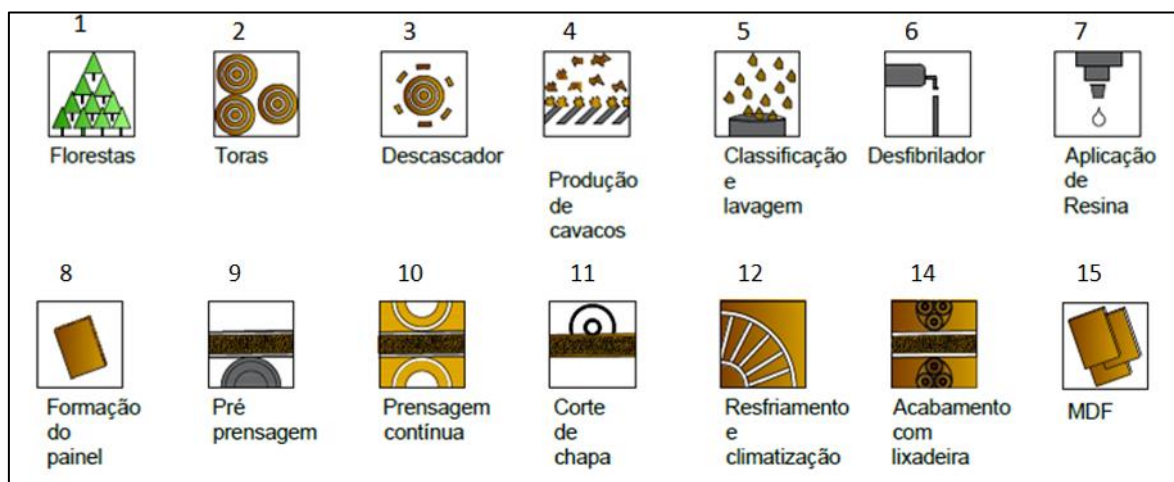 1 2 3 4 5 6 7
Florestas
Toras
Descascador
Produção
de
cavacos
Classificação
e
lavagem
Desfibrilador
Aplicação
de
Resina
8 9 10 11 12 14 15
Formação
do
painel
Pré
prensagem
Prensagem
contínua
Corte
de
chapa
Resfriamento
e
climatização
Acabamento
com
lixadeira
MDF